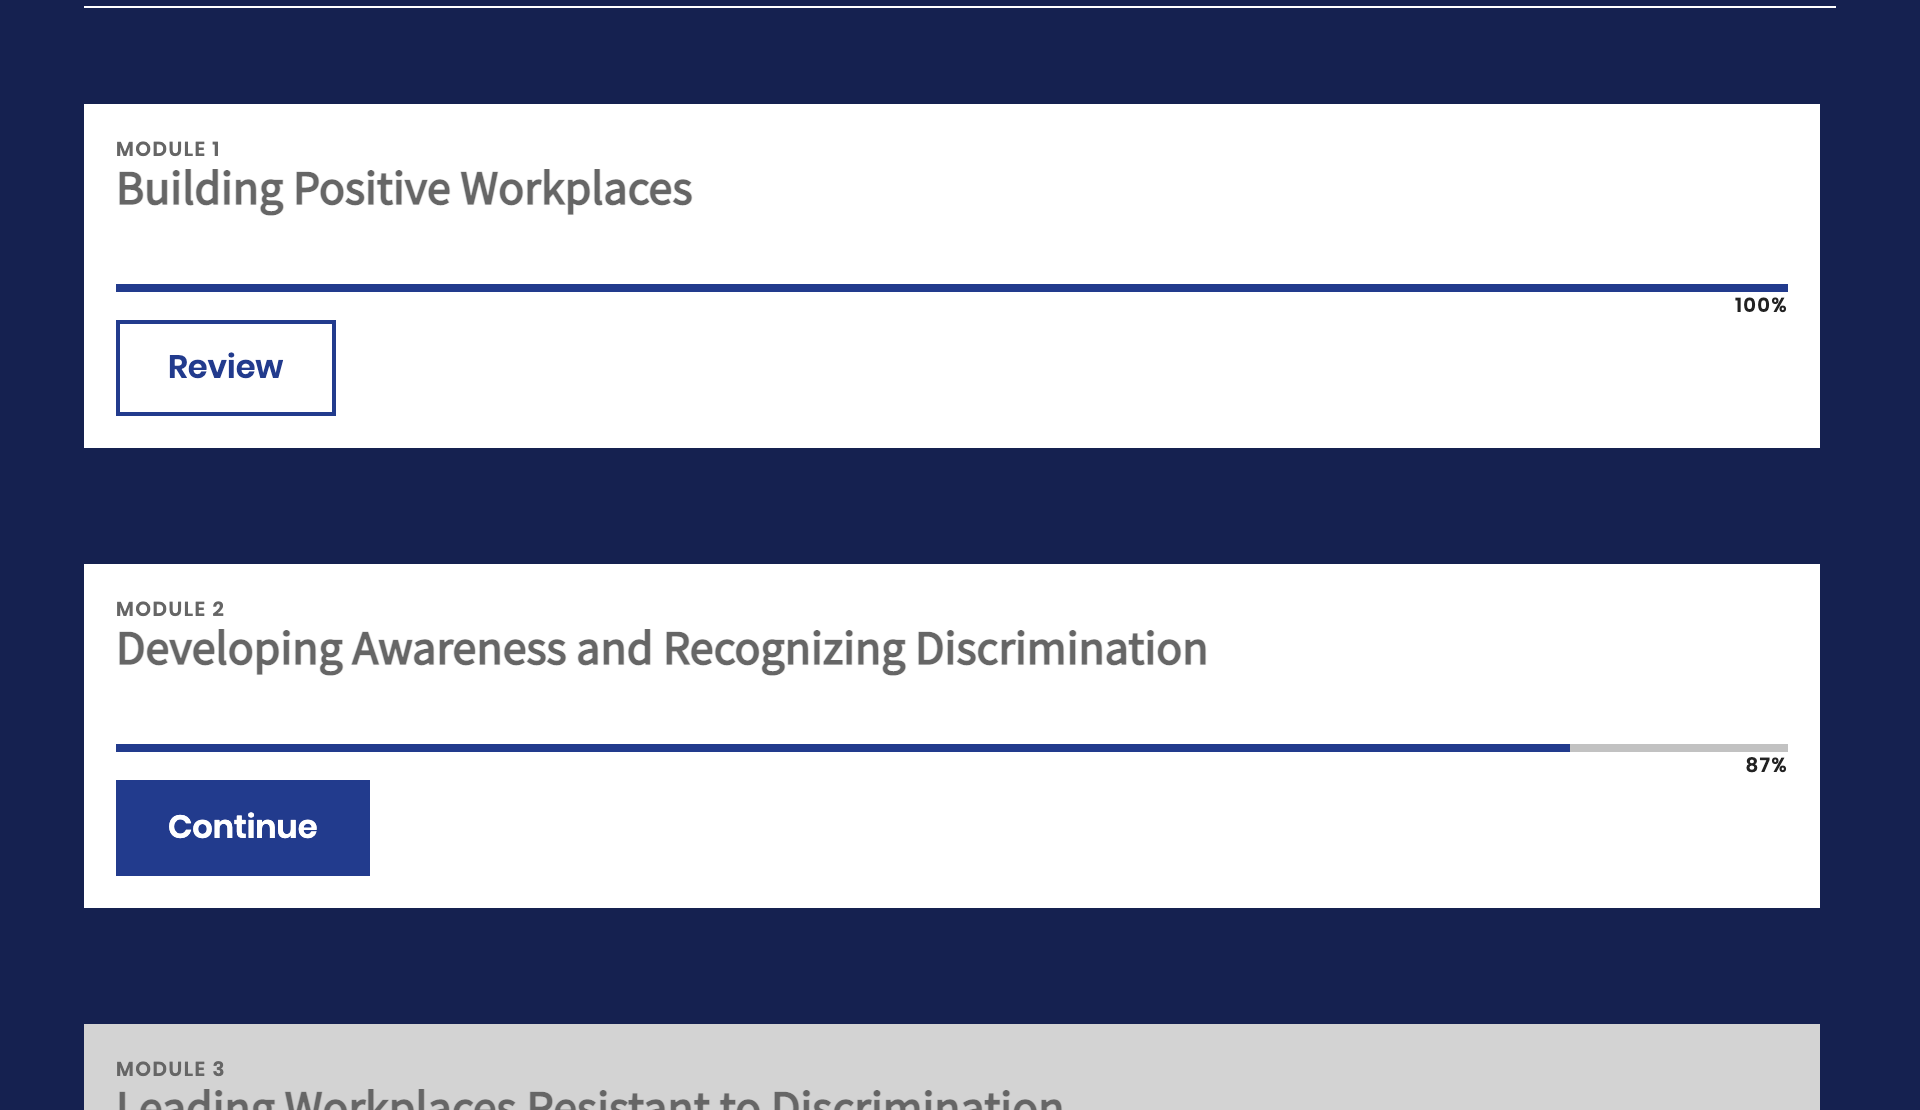 MODULE 1
Building Positive Workplaces
100%
Review
MODULE 2
Developing Awareness and Recognizing Discrimination
87%
Continue
MODULE 3
Leading Workplaces Resistant to Discrimination